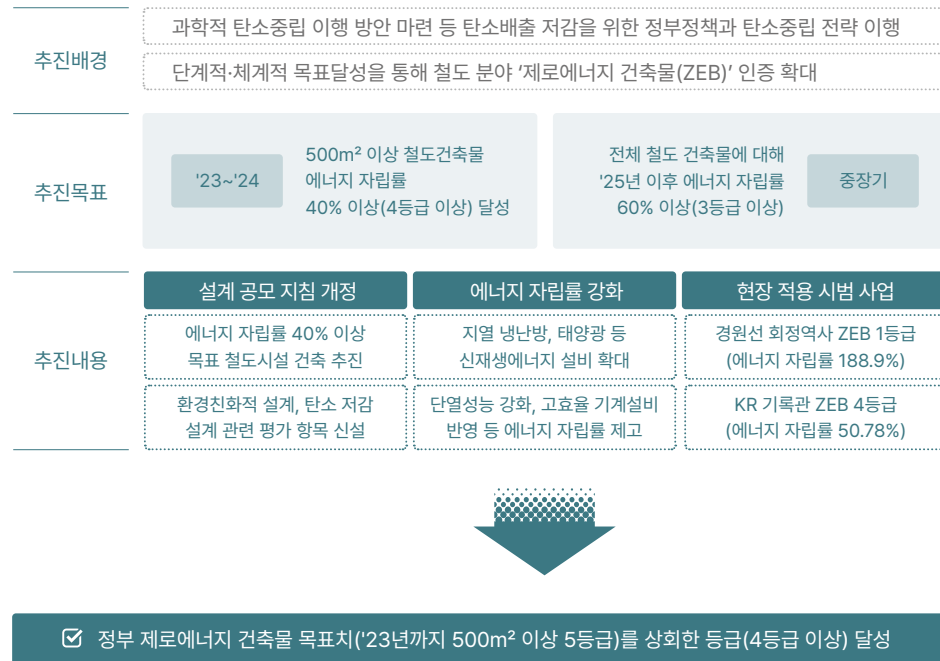 추진배경
과학적 탄소중립 이행 방안 마련 등 탄소배출 저감을 위한 정부정책과 탄소중립 전략 이행
단계적·체계적 목표달성을 통해 철도 분야 ‘제로에너지 건축물(ZEB)’ 인증 확대
추진목표
'23~'24
500m² 이상 철도건축물
에너지 자립률
40% 이상(4등급 이상) 달성
전체 철도 건축물에 대해
'25년 이후 에너지 자립률
60% 이상(3등급 이상)
중장기
추진내용
설계 공모 지침 개정
에너지 자립률 40% 이상
목표 철도시설 건축 추진
환경친화적 설계, 탄소 저감
설계 관련 평가 항목 신설
에너지 자립률 강화
지열 냉난방, 태양광 등
신재생에너지 설비 확대
단열성능 강화, 고효율 기계설비
반영 등 에너지 자립률 제고
현장 적용 시범 사업
경원선 회정역사 ZEB 1등급
(에너지 자립률 188.9%)
KR 기록관 ZEB 4등급
(에너지 자립률 50.78%)
정부 제로에너지 건축물 목표치('23년까지 500m² 이상 5등급)를 상회한 등급(4등급 이상) 달성